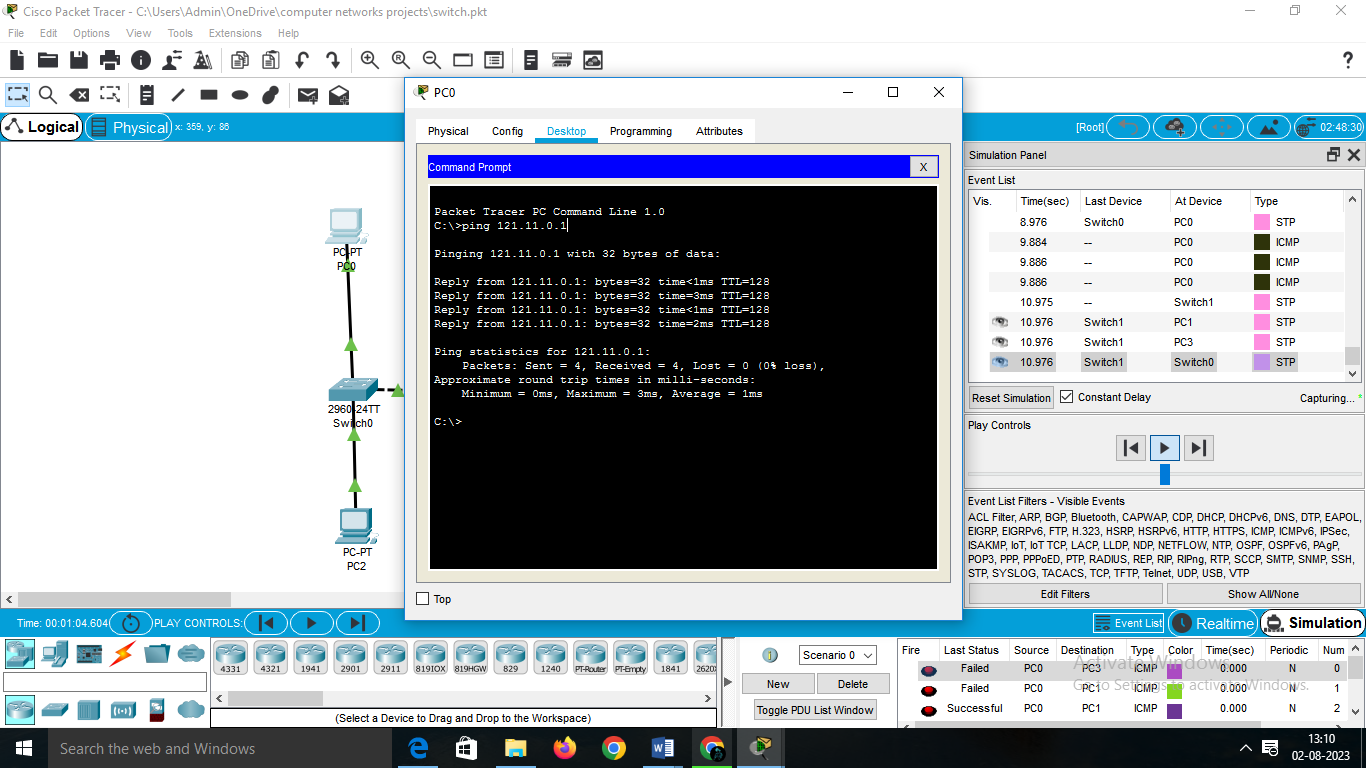 Cisco Packet Tracer - C:\Users\Admin\OneDrive\computer networks projects\switch.pkt
File Edit Options View Tools Extensions Help
?
Logical Physical x: 359, y: 86
[Root] 02:48:30
PC0
Physical Config Desktop Programming Attributes
Command Prompt X
Packet Tracer PC Command Line 1.0
C:\>ping 121.11.0.1
Pinging 121.11.0.1 with 32 bytes of data:
Reply from 121.11.0.1: bytes=32 time<1ms TTL=128
Reply from 121.11.0.1: bytes=32 time=3ms TTL=128
Reply from 121.11.0.1: bytes=32 time<1ms TTL=128
Reply from 121.11.0.1: bytes=32 time=2ms TTL=128
Ping statistics for 121.11.0.1:
Packets: Sent = 4, Received = 4, Lost = 0 (0% loss),
Approximate round trip times in milli-seconds:
Minimum = 0ms, Maximum = 3ms, Average = 1ms
C:\>
Top
PC-PT
PC0
2960-24TT
Switch0
PC-PT
PC2
Simulation Panel
Event List
Vis. Time(sec) Last Device At Device Type
8.976 Switch0 PC0 STP
9.884 -- PC0 ICMP
9.886 -- PC0 ICMP
9.886 -- PC0 ICMP
10.975 -- Switch1 STP
10.976 Switch1 PC1 STP
10.976 Switch1 PC3 STP
10.976 Switch1 Switch0 STP
Reset Simulation Constant Delay Capturing... *
Play Controls
Event List Filters - Visible Events
ACL Filter, ARP, BGP, Bluetooth, CAPWAP, CDP, DHCP, DHCPv6, DNS, DTP, EAPOL,
EIGRP, EIGRPv6, FTP, H.323, HSRP, HSRPv6, HTTP, HTTPS, ICMP, ICMPv6, IPSec,
ISAKMP, IoT, IoT TCP, LACP, LLDP, NDP, NETFLOW, NTP, OSPF, OSPFv6, PAgP,
POP3, PPP, PPPoED, PTP, RADIUS, REP, RIP, RIPng, RTP, SCCP, SMTP, SNMP, SSH,
STP, SYSLOG, TACACS, TCP, TFTP, Telnet, UDP, USB, VTP
Edit Filters Show All/None
Time: 00:01:04.604 PLAY CONTROLS: Event List Realtime Simulation
4331 4321 1941 2901 2911 819IOX 819HGW 829 1240 PT-Router PT-Empty 1841 2620X
(Select a Device to Drag and Drop to the Workspace)
Scenario 0
New Delete
Toggle PDU List Window
Fire Last Status Source Destination Type Color Time(sec) Periodic Num
Failed PC0 PC3 ICMP 0.000 N 0
Failed PC0 PC1 ICMP 0.000 N 1
Successful PC0 PC1 ICMP 0.000 N 2
Activate Windows
Go to Settings to activate Windows.
Search the web and Windows
13:10
02-08-2023